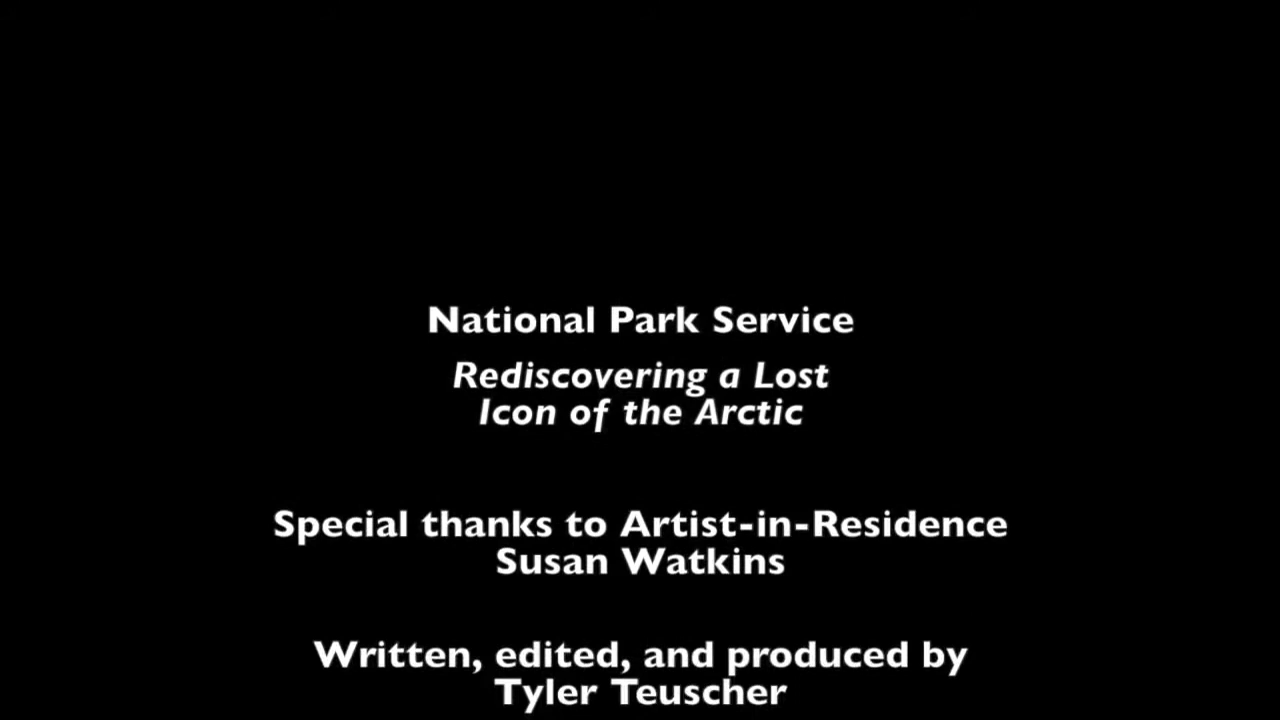 National Park Service
Rediscovering a Lost
Icon of the Arctic
Special thanks to Artist-in-Residence
Susan Watkins
Written, edited, and produced by
Tyler Teuscher